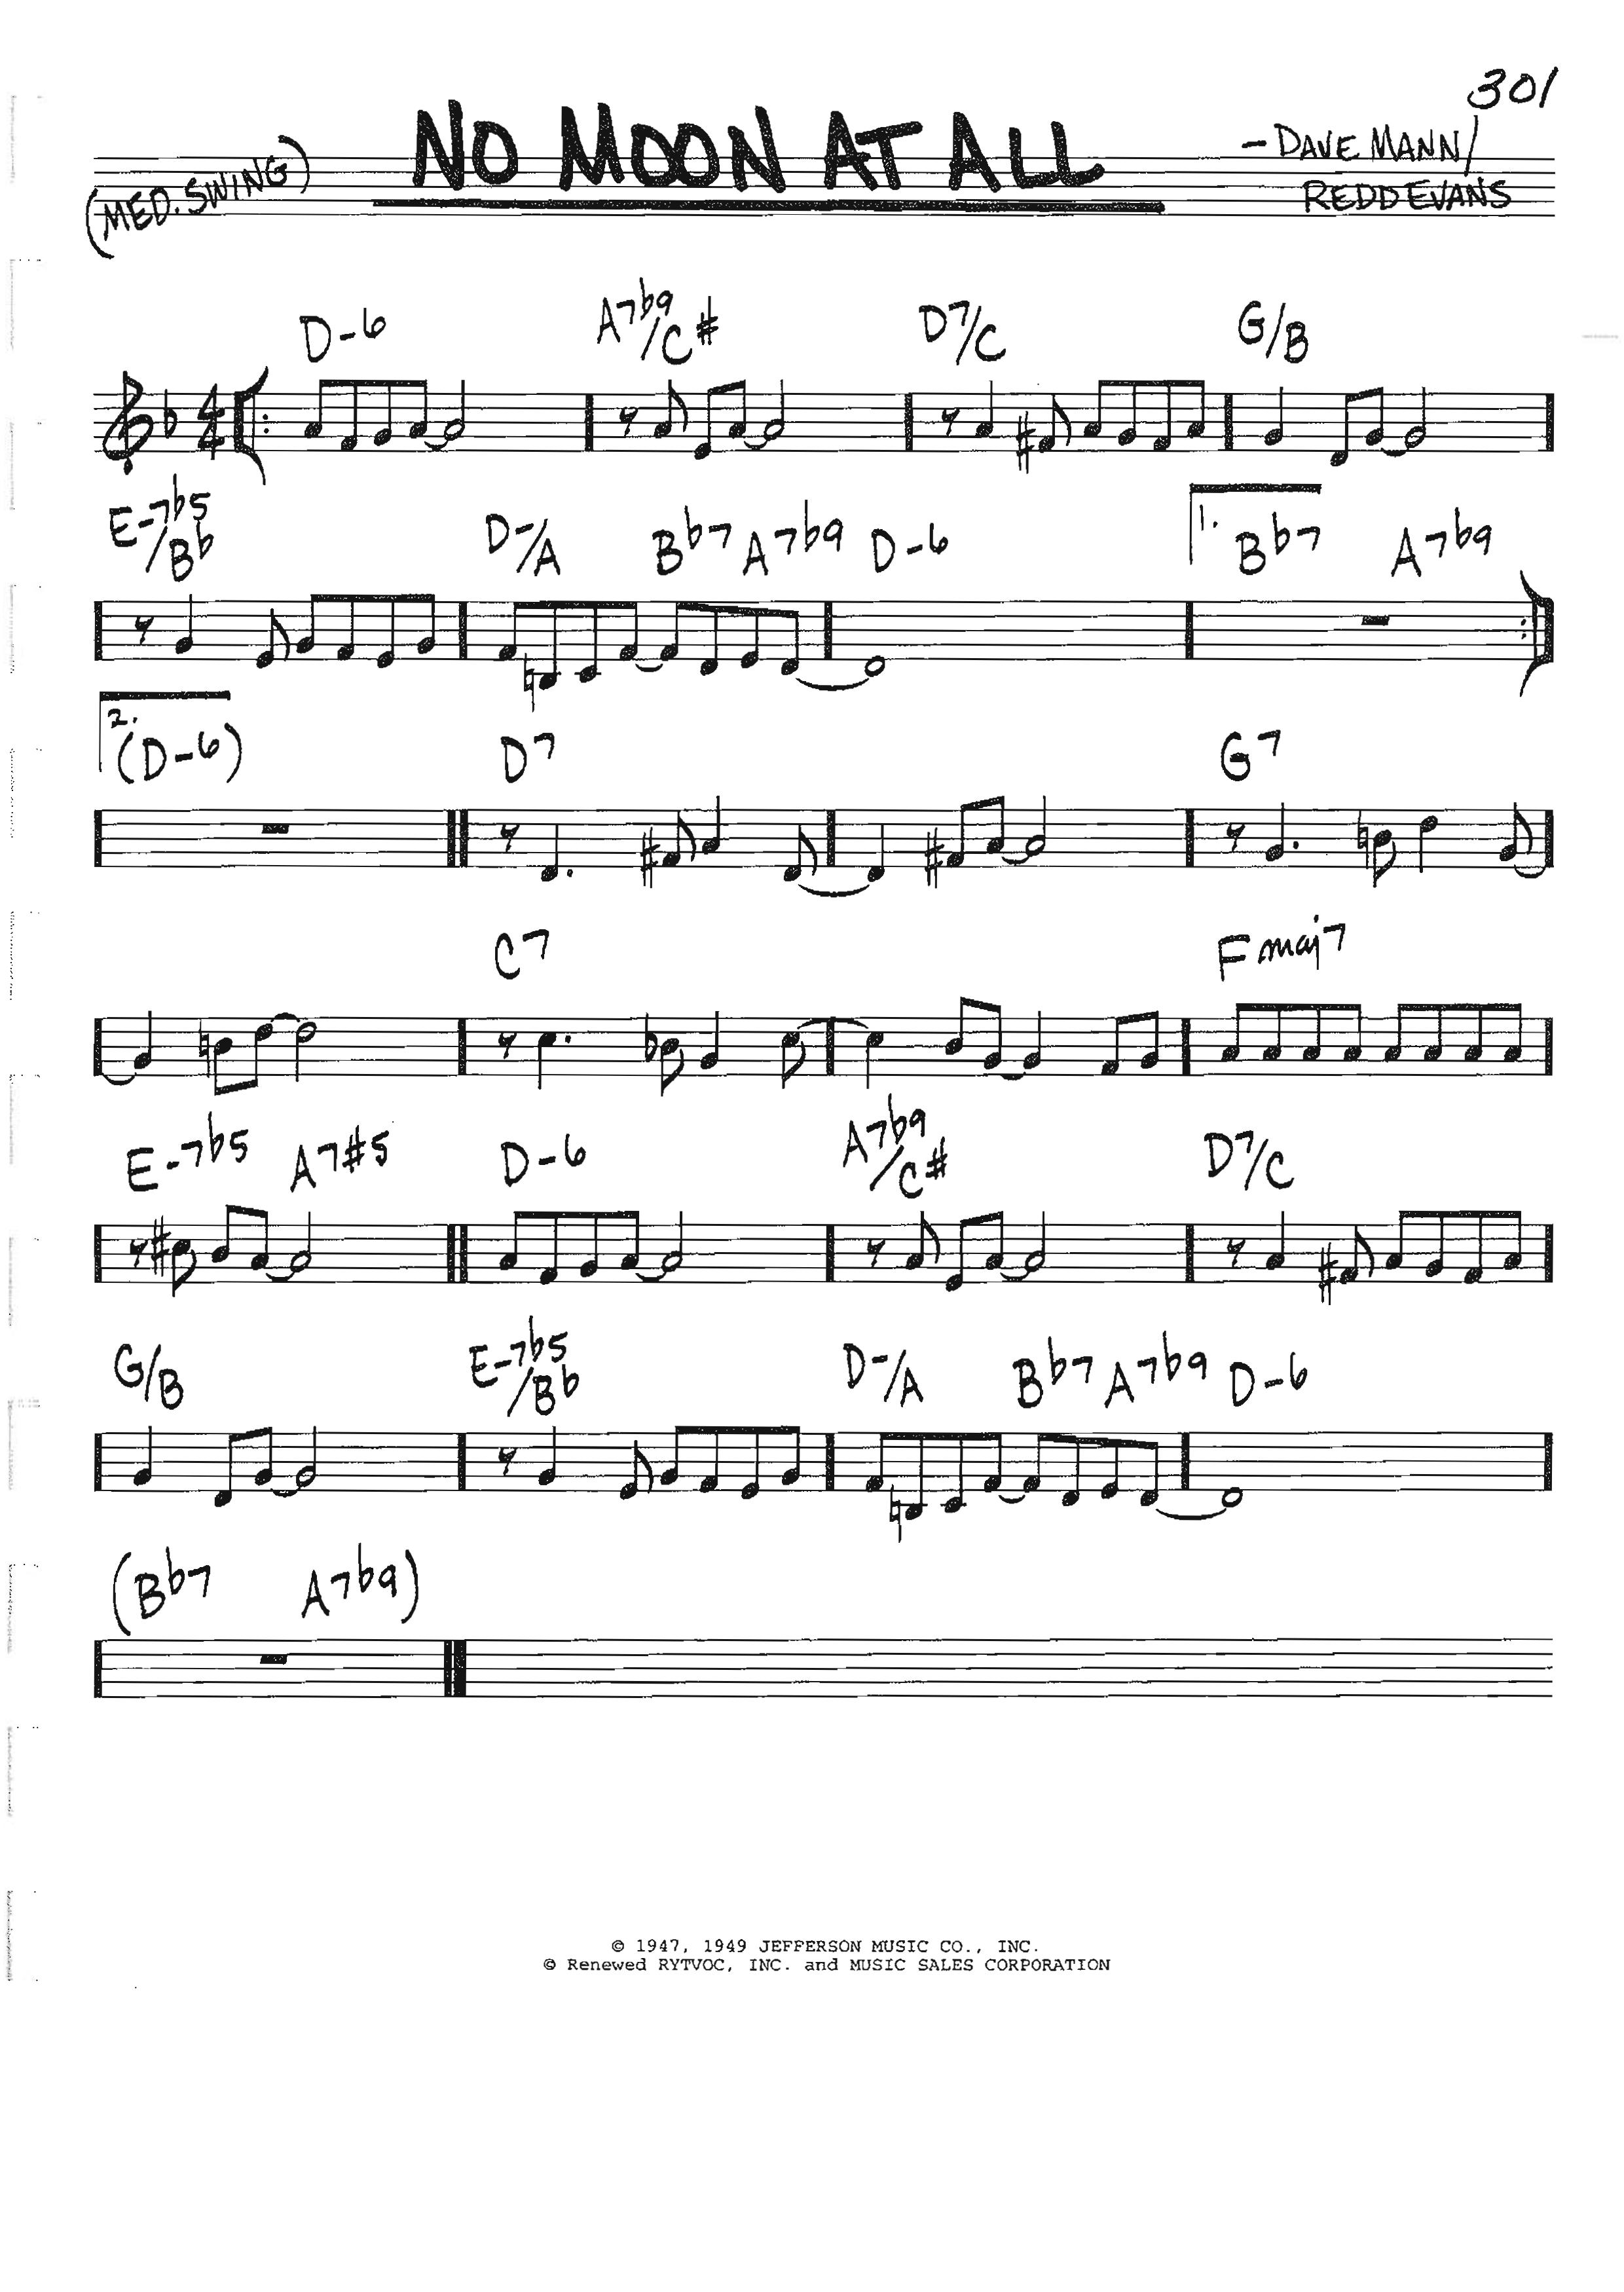 301
NO MOON AT ALL
(MED. SWING)
- DAVE MANN/
REDD EVANS
D-6 A7b9/C# D7/C G/B
4/4
E-7b5/Bb D-/A Bb7 A7b9 D-6 1. Bb7 A7b9
2. (D-6) D7 G7
C7 Fmaj7
E-7b5 A7#5 D-6 A7b9/C# D7/C
G/B E-7b5/Bb D-/A Bb7 A7b9 D-6
(Bb7 A7b9)
© 1947, 1949 JEFFERSON MUSIC CO., INC.
© Renewed RYTVOC, INC. and MUSIC SALES CORPORATION